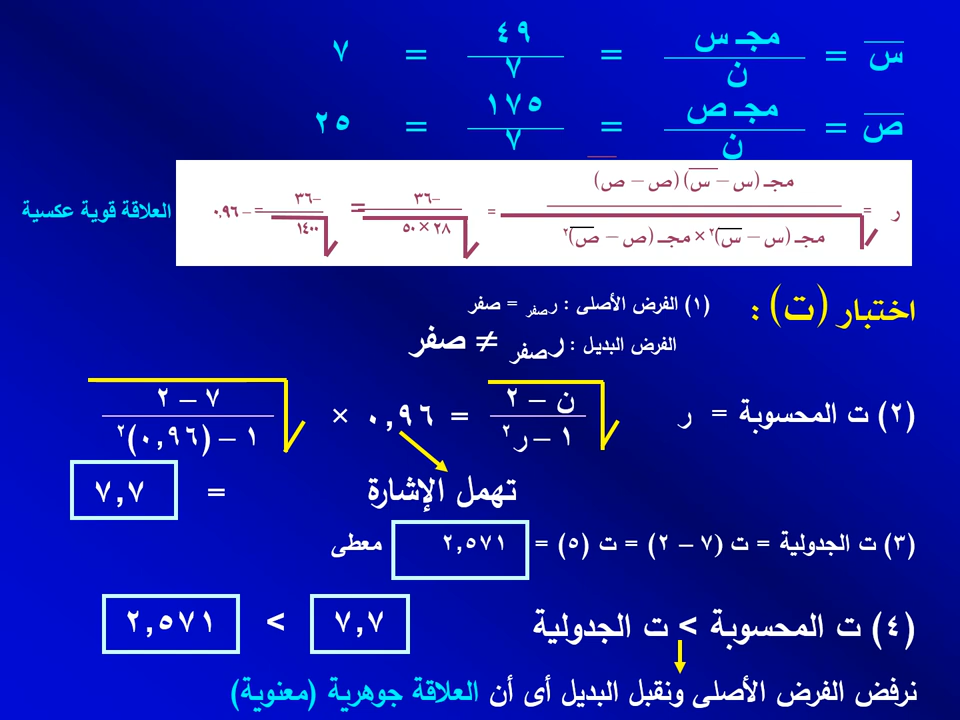 س = مجـ س / ن = ٤٩ / ٧ = ٧
ص = مجـ ص / ن = ١٧٥ / ٧ = ٢٥
ر = مجـ (س – س) (ص – ص) / مجـ (س – س)٢ × مجـ (ص – ص)٢ = –٣٦ / ٢٨ × ٥٠ = –٣٦ / ١٤٠٠ = – ٠,٩٦ العلاقة قوية عكسية
اختبار (ت) : (١) الفرض الأصلى : رصفر = صفر
الفرض البديل : رصفر ≠ صفر
(٢) ت المحسوبة = ر ن – ٢ / ١ – ر٢ = ٠,٩٦ × ٧ – ٢ / ١ – (٠,٩٦)٢
تهمل الإشارة = ٧,٧
(٣) ت الجدولية = ت (٧ – ٢) = ت (٥) = ٢,٥٧١ معطى
(٤) ت المحسوبة > ت الجدولية ٧,٧ > ٢,٥٧١
نرفض الفرض الأصلى ونقبل البديل أى أن العلاقة جوهرية (معنوية)